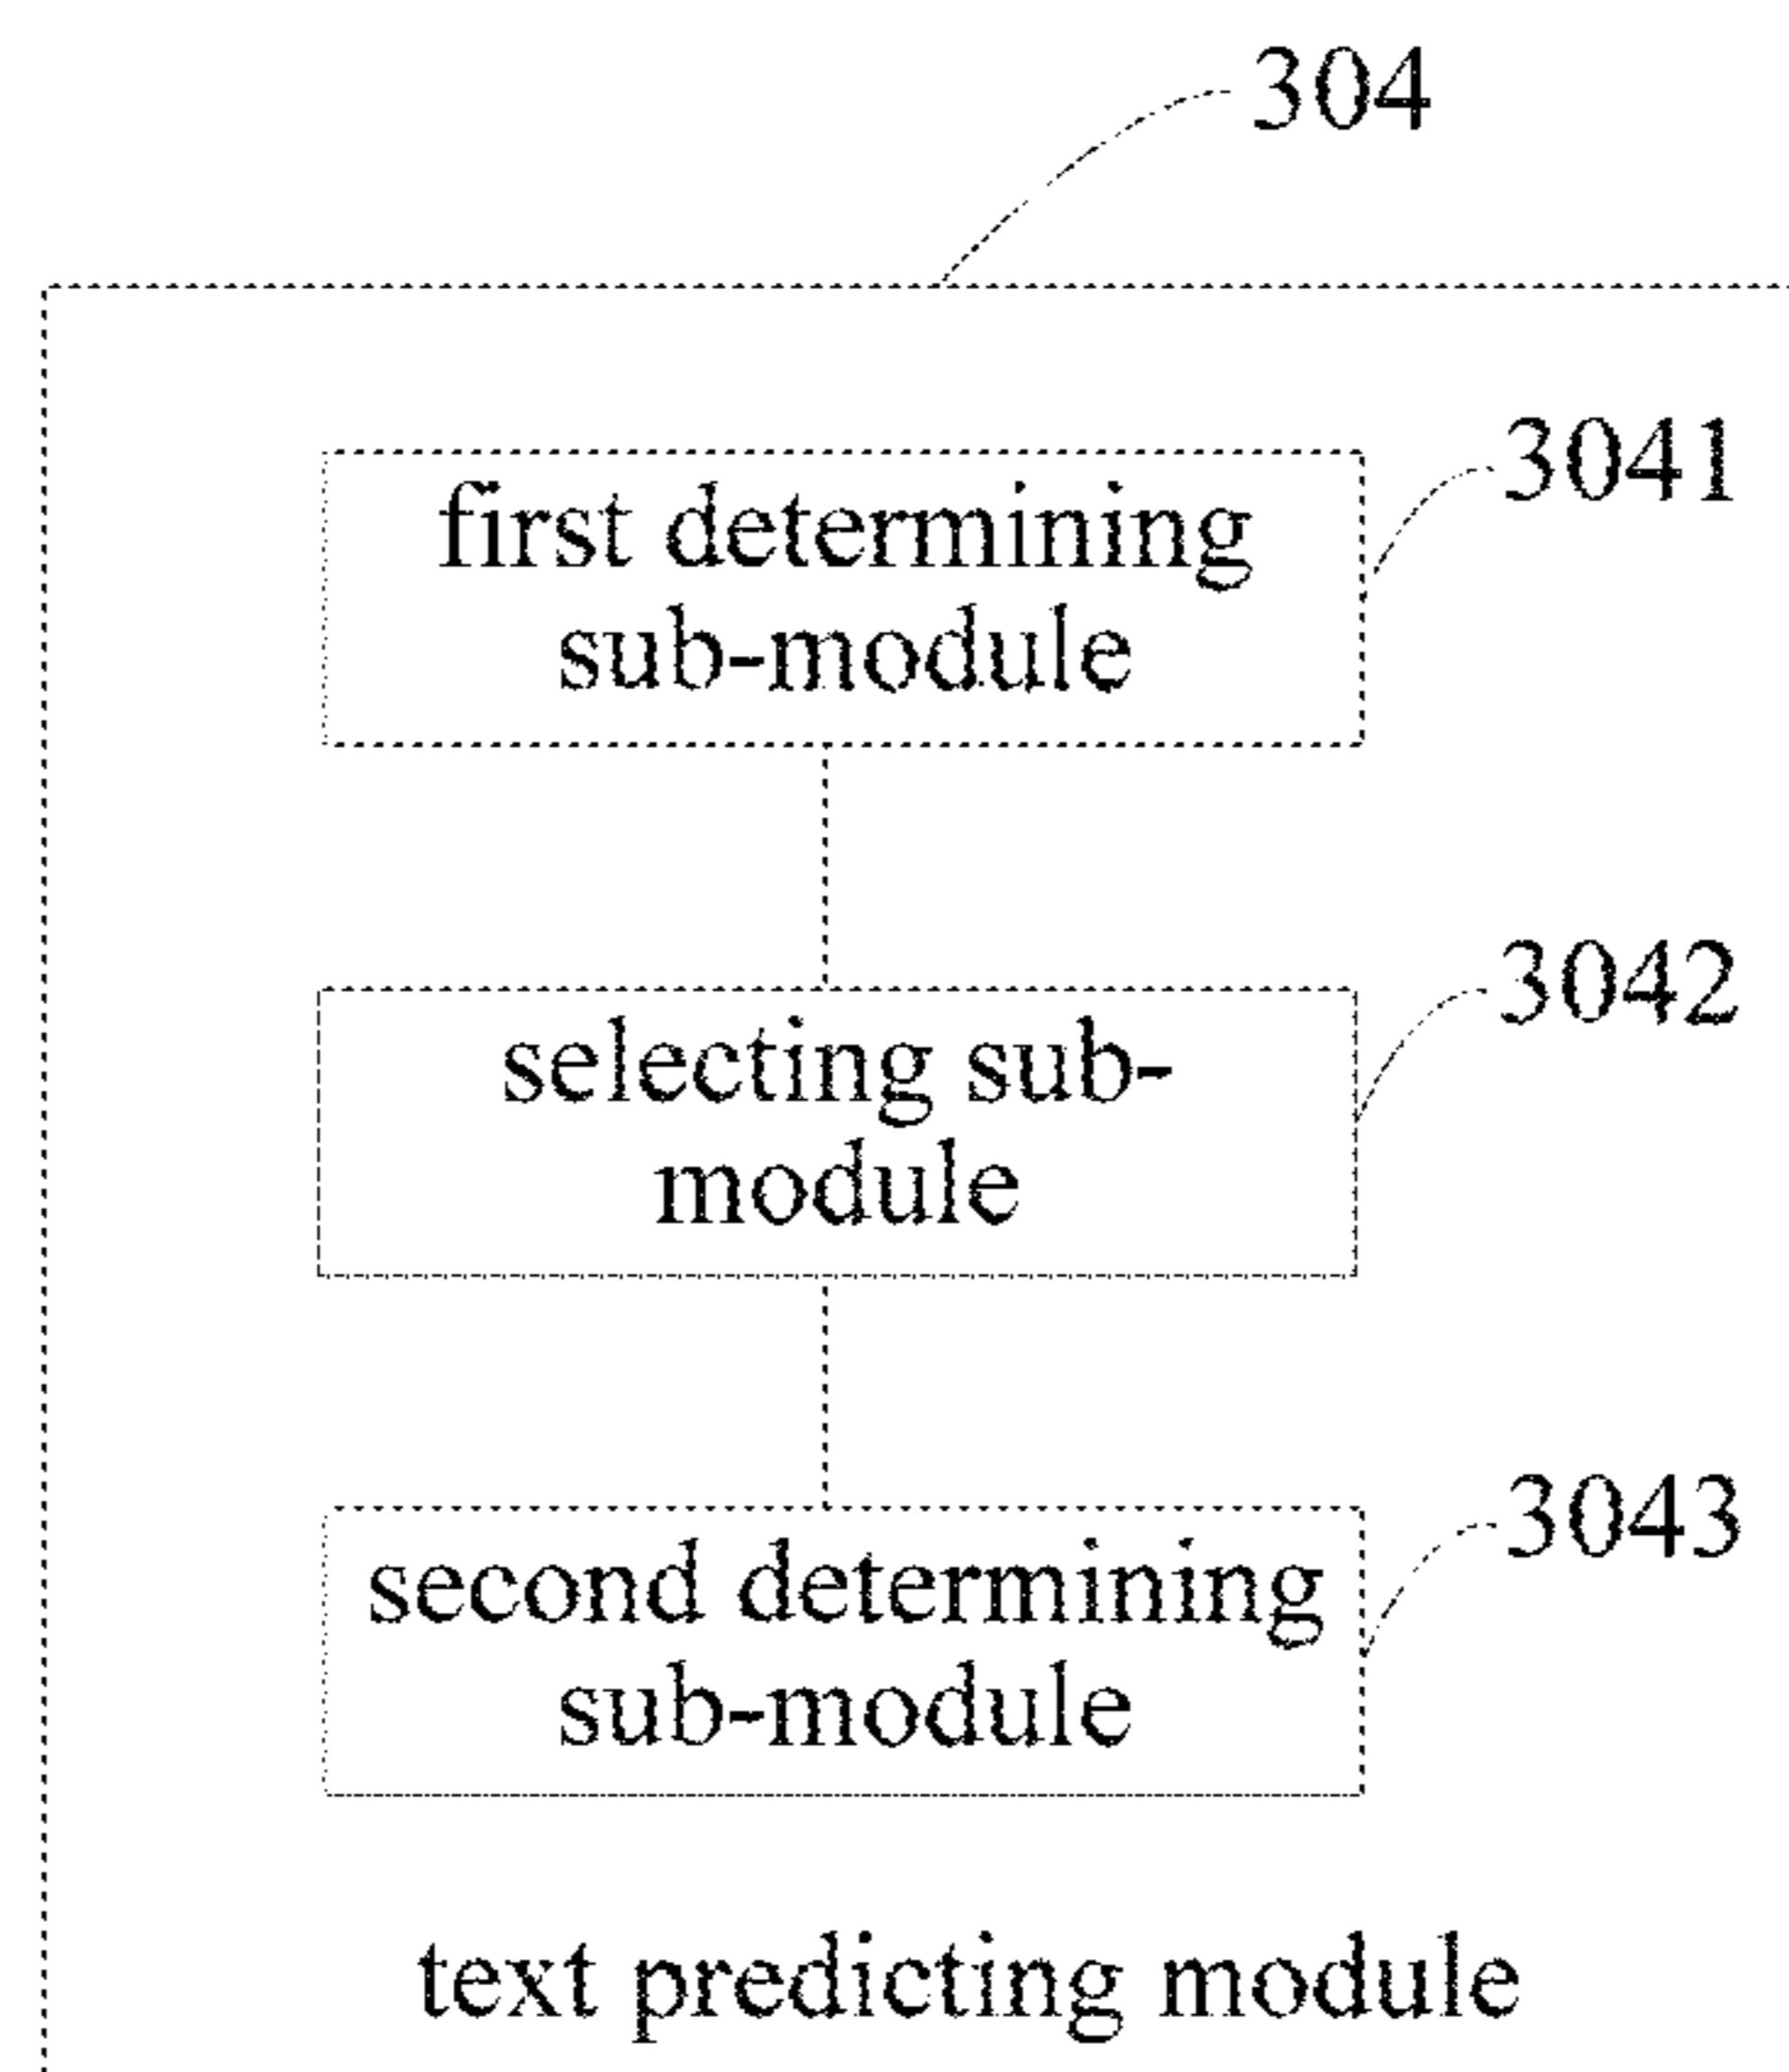 304
3041
first determining
sub-module
3042
selecting sub-
module
3043
second determining
sub-module
text predicting module